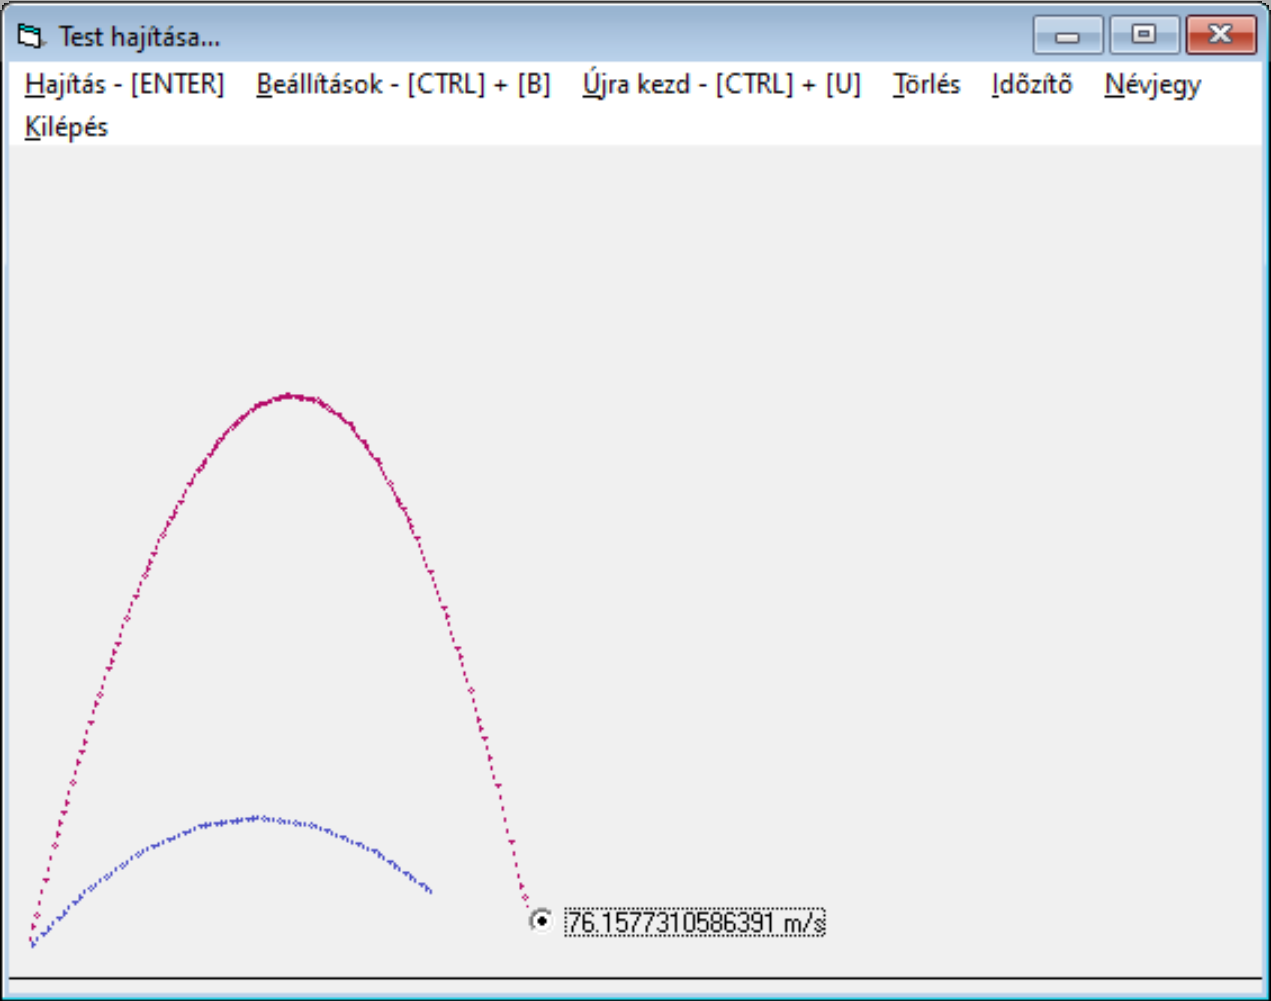 Test hajítása...
Hajítás - [ENTER] Beállítások - [CTRL] + [B] Újra kezd - [CTRL] + [U] Törlés Időzítő Névjegy
Kilépés
76.1577310586391 m/s